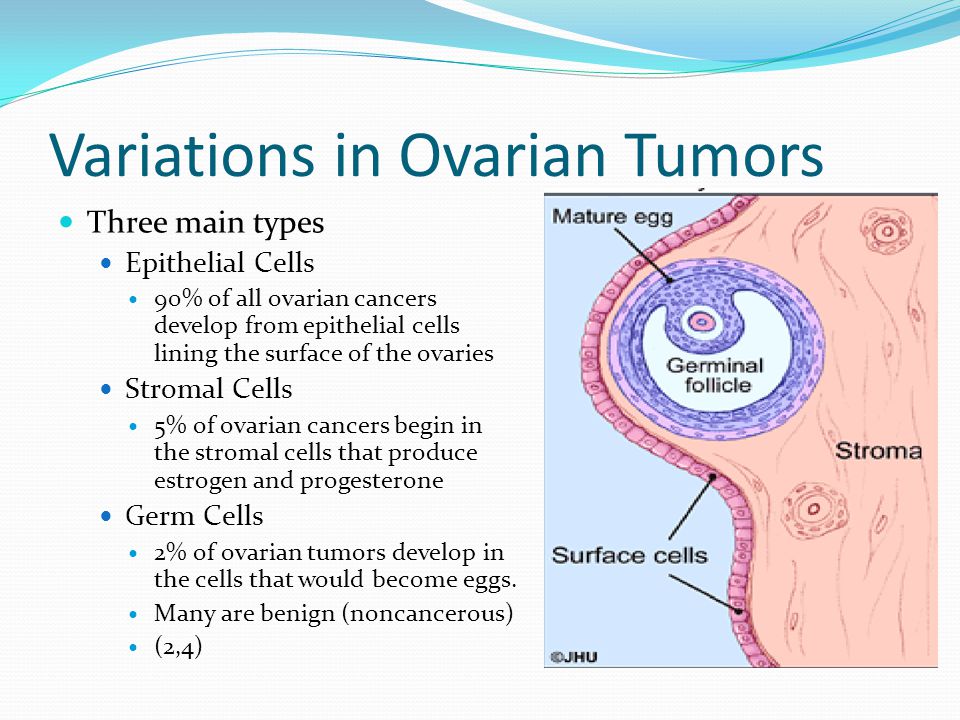 Variations in Ovarian Tumors
Three main types
Epithelial Cells
90% of all ovarian cancers
develop from epithelial cells
lining the surface of the ovaries
Stromal Cells
5% of ovarian cancers begin in
the stromal cells that produce
estrogen and progesterone
Germ Cells
2% of ovarian tumors develop in
the cells that would become eggs.
Many are benign (noncancerous)
(2,4)
Mature egg
Germinal
follicle
Stroma
Surface cells
©JHU